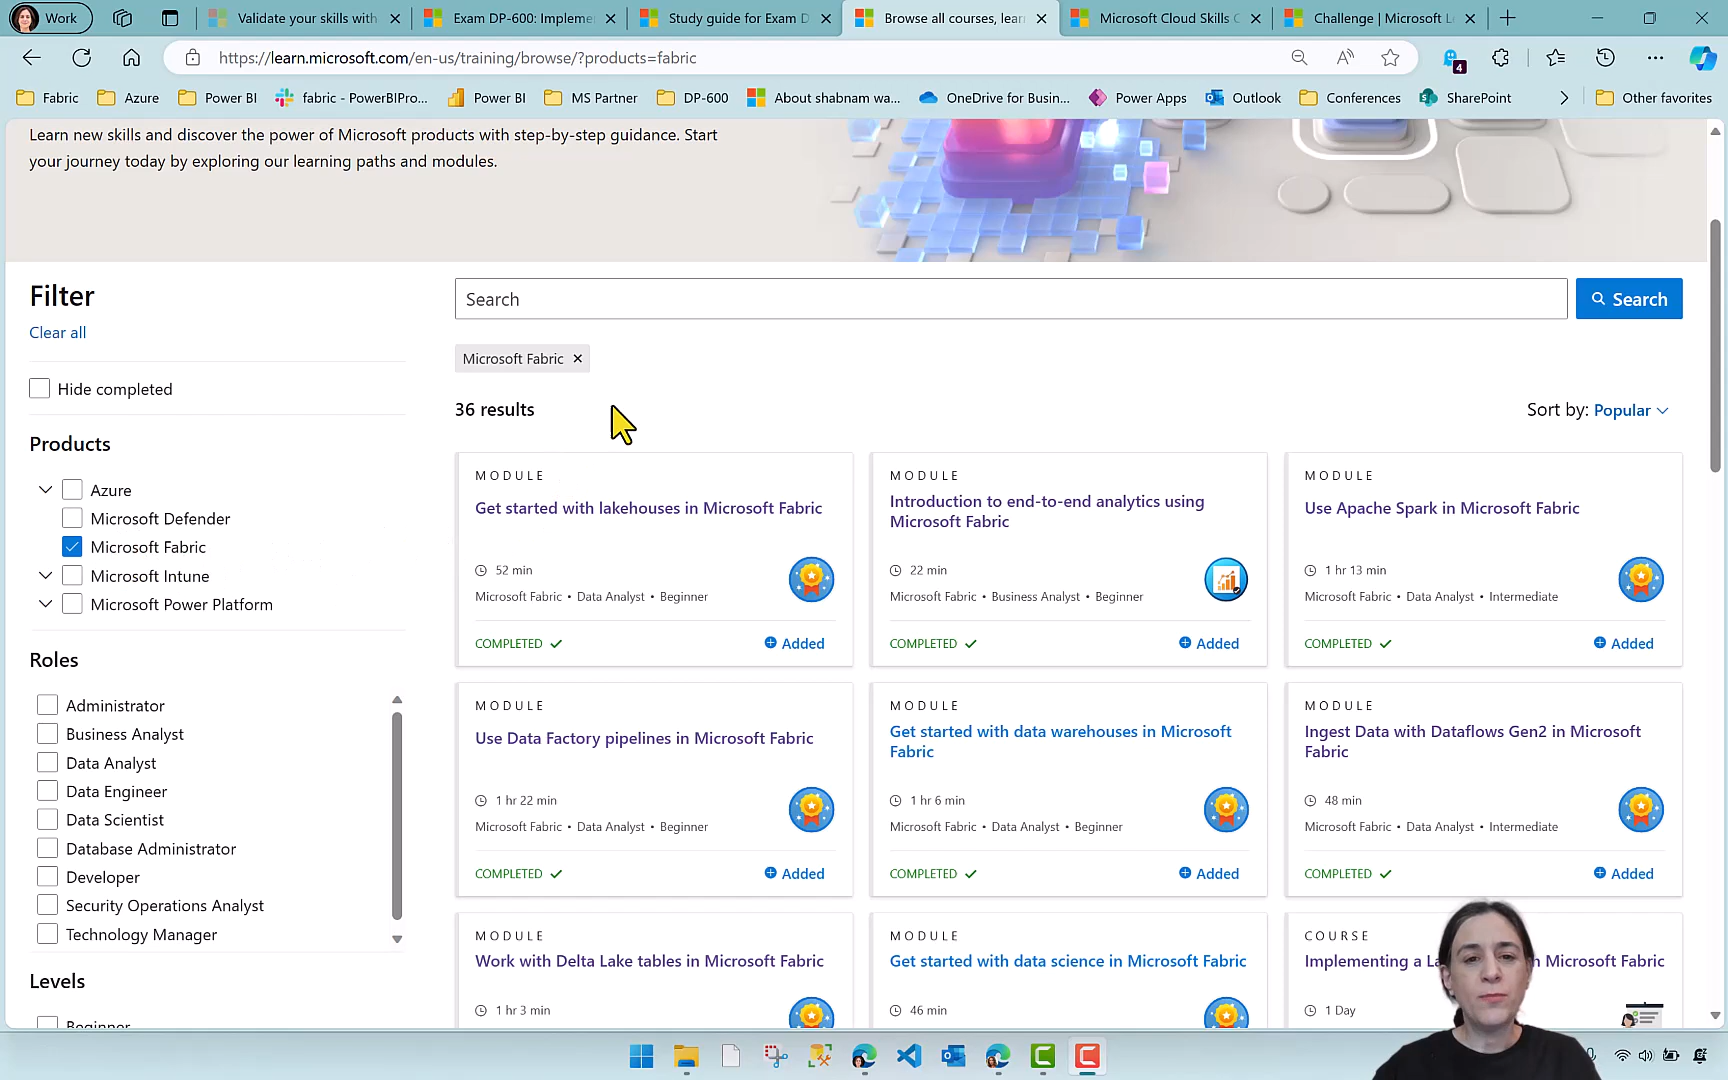 Work
Validate your skills with
Exam DP-600: Impleme
Study guide for Exam D
Browse all courses, lear
Microsoft Cloud Skills C
Challenge | Microsoft L
https://learn.microsoft.com/en-us/training/browse/?products=fabric
4
Fabric
Azure
Power BI
fabric - PowerBIPro...
Power BI
MS Partner
DP-600
About shabnam wa...
OneDrive for Busin...
Power Apps
Outlook
Conferences
SharePoint
Other favorites
Learn new skills and discover the power of Microsoft products with step-by-step guidance. Start
your journey today by exploring our learning paths and modules.
Filter
Clear all
Hide completed
Products
Azure
Microsoft Defender
Microsoft Fabric
Microsoft Intune
Microsoft Power Platform
Roles
Administrator
Business Analyst
Data Analyst
Data Engineer
Data Scientist
Database Administrator
Developer
Security Operations Analyst
Technology Manager
Levels
Beginner
Search
Search
Microsoft Fabric
36 results
Sort by: Popular
MODULE
Get started with lakehouses in Microsoft Fabric
52 min
Microsoft Fabric • Data Analyst • Beginner
COMPLETED
Added
MODULE
Introduction to end-to-end analytics using
Microsoft Fabric
22 min
Microsoft Fabric • Business Analyst • Beginner
COMPLETED
Added
MODULE
Use Apache Spark in Microsoft Fabric
1 hr 13 min
Microsoft Fabric • Data Analyst • Intermediate
COMPLETED
Added
MODULE
Use Data Factory pipelines in Microsoft Fabric
1 hr 22 min
Microsoft Fabric • Data Analyst • Beginner
COMPLETED
Added
MODULE
Get started with data warehouses in Microsoft
Fabric
1 hr 6 min
Microsoft Fabric • Data Analyst • Beginner
COMPLETED
Added
MODULE
Ingest Data with Dataflows Gen2 in Microsoft
Fabric
48 min
Microsoft Fabric • Data Analyst • Intermediate
COMPLETED
Added
MODULE
Work with Delta Lake tables in Microsoft Fabric
1 hr 3 min
MODULE
Get started with data science in Microsoft Fabric
46 min
COURSE
Implementing a La h Microsoft Fabric
1 Day